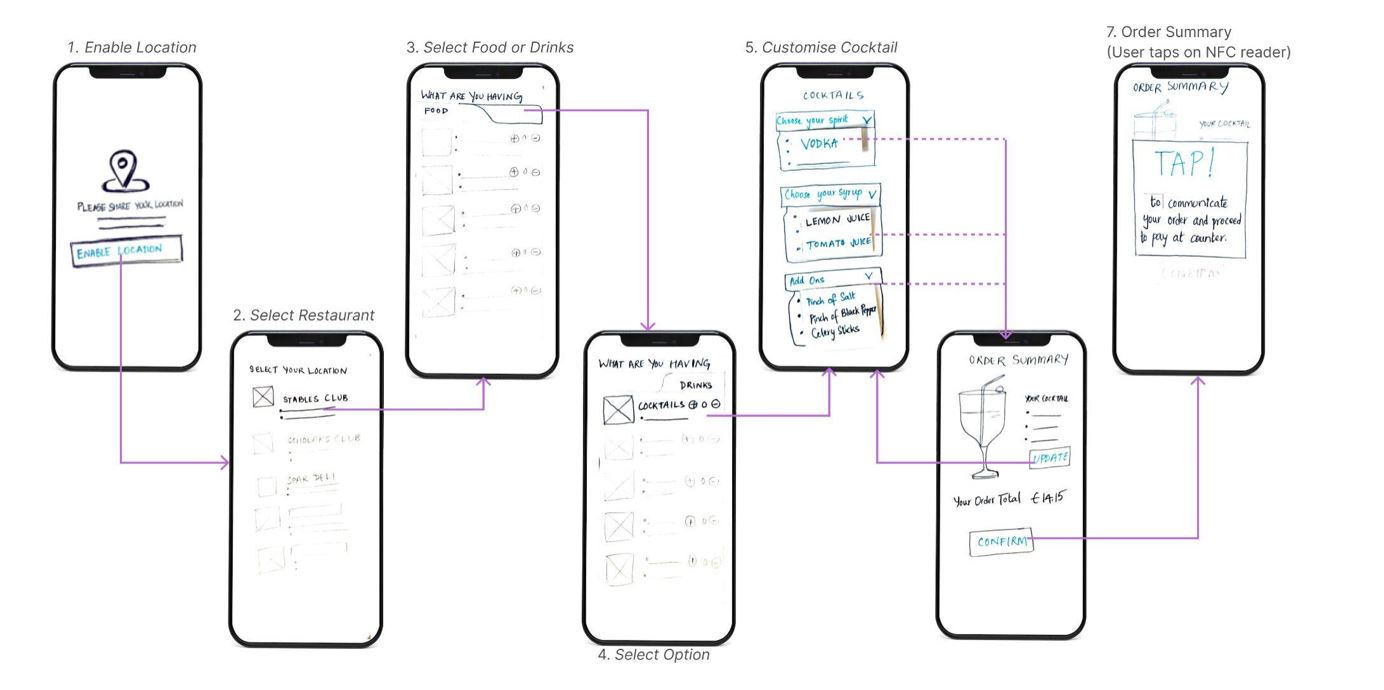 1. Enable Location
PLEASE SHARE YOUR LOCATION
ENABLE LOCATION
2. Select Restaurant
SELECT YOUR LOCATION
STABLES CLUB
SCHOLARS CLUB
SOAR DELI
3. Select Food or Drinks
WHAT ARE YOU HAVING
FOOD
WHAT ARE YOU HAVING
DRINKS
COCKTAILS ⊕ 0 ⊖
4. Select Option
5. Customise Cocktail
COCKTAILS
Choose your spirit V
VODKA
Choose your syrup V
LEMON JUICE
TOMATO JUICE
Add Ons V
Pinch of Salt
Pinch of Black Pepper
Celery Sticks
ORDER SUMMARY
YOUR COCKTAIL
UPDATE
Your Order Total € 14.15
CONFIRM
7. Order Summary
(User taps on NFC reader)
ORDER SUMMARY
YOUR COCKTAIL
TAP!
to communicate
your order and proceed
to pay at counter.
CONFIRM